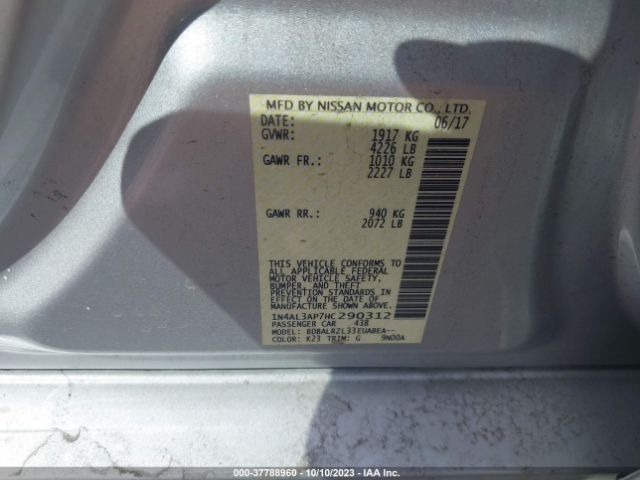 MFD BY NISSAN MOTOR CO., LTD.
DATE: 06/17
GVWR: 1917 KG
4226 LB
GAWR FR.: 1010 KG
2227 LB
GAWR RR.: 940 KG
2072 LB
THIS VEHICLE CONFORMS TO
ALL APPLICABLE FEDERAL
MOTOR VEHICLE SAFETY,
BUMPER, AND THEFT
PREVENTION STANDARDS IN
EFFECT ON THE DATE OF
MANUFACTURE SHOWN ABOVE.
1N4AL3AP7HC290312
PASSENGER CAR 438
MODEL: BDBALRZL33EUABEA--
COLOR: K23 TRIM: G 9N00A
000-37788960 - 10/10/2023 - IAA Inc.